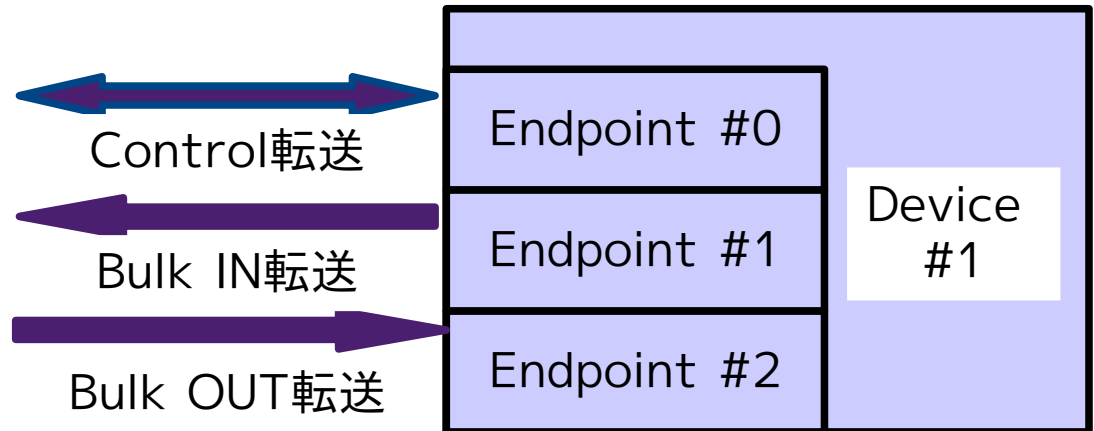 Control転送
Endpoint #0
Bulk IN転送
Endpoint #1
Bulk OUT転送
Endpoint #2
Device
#1